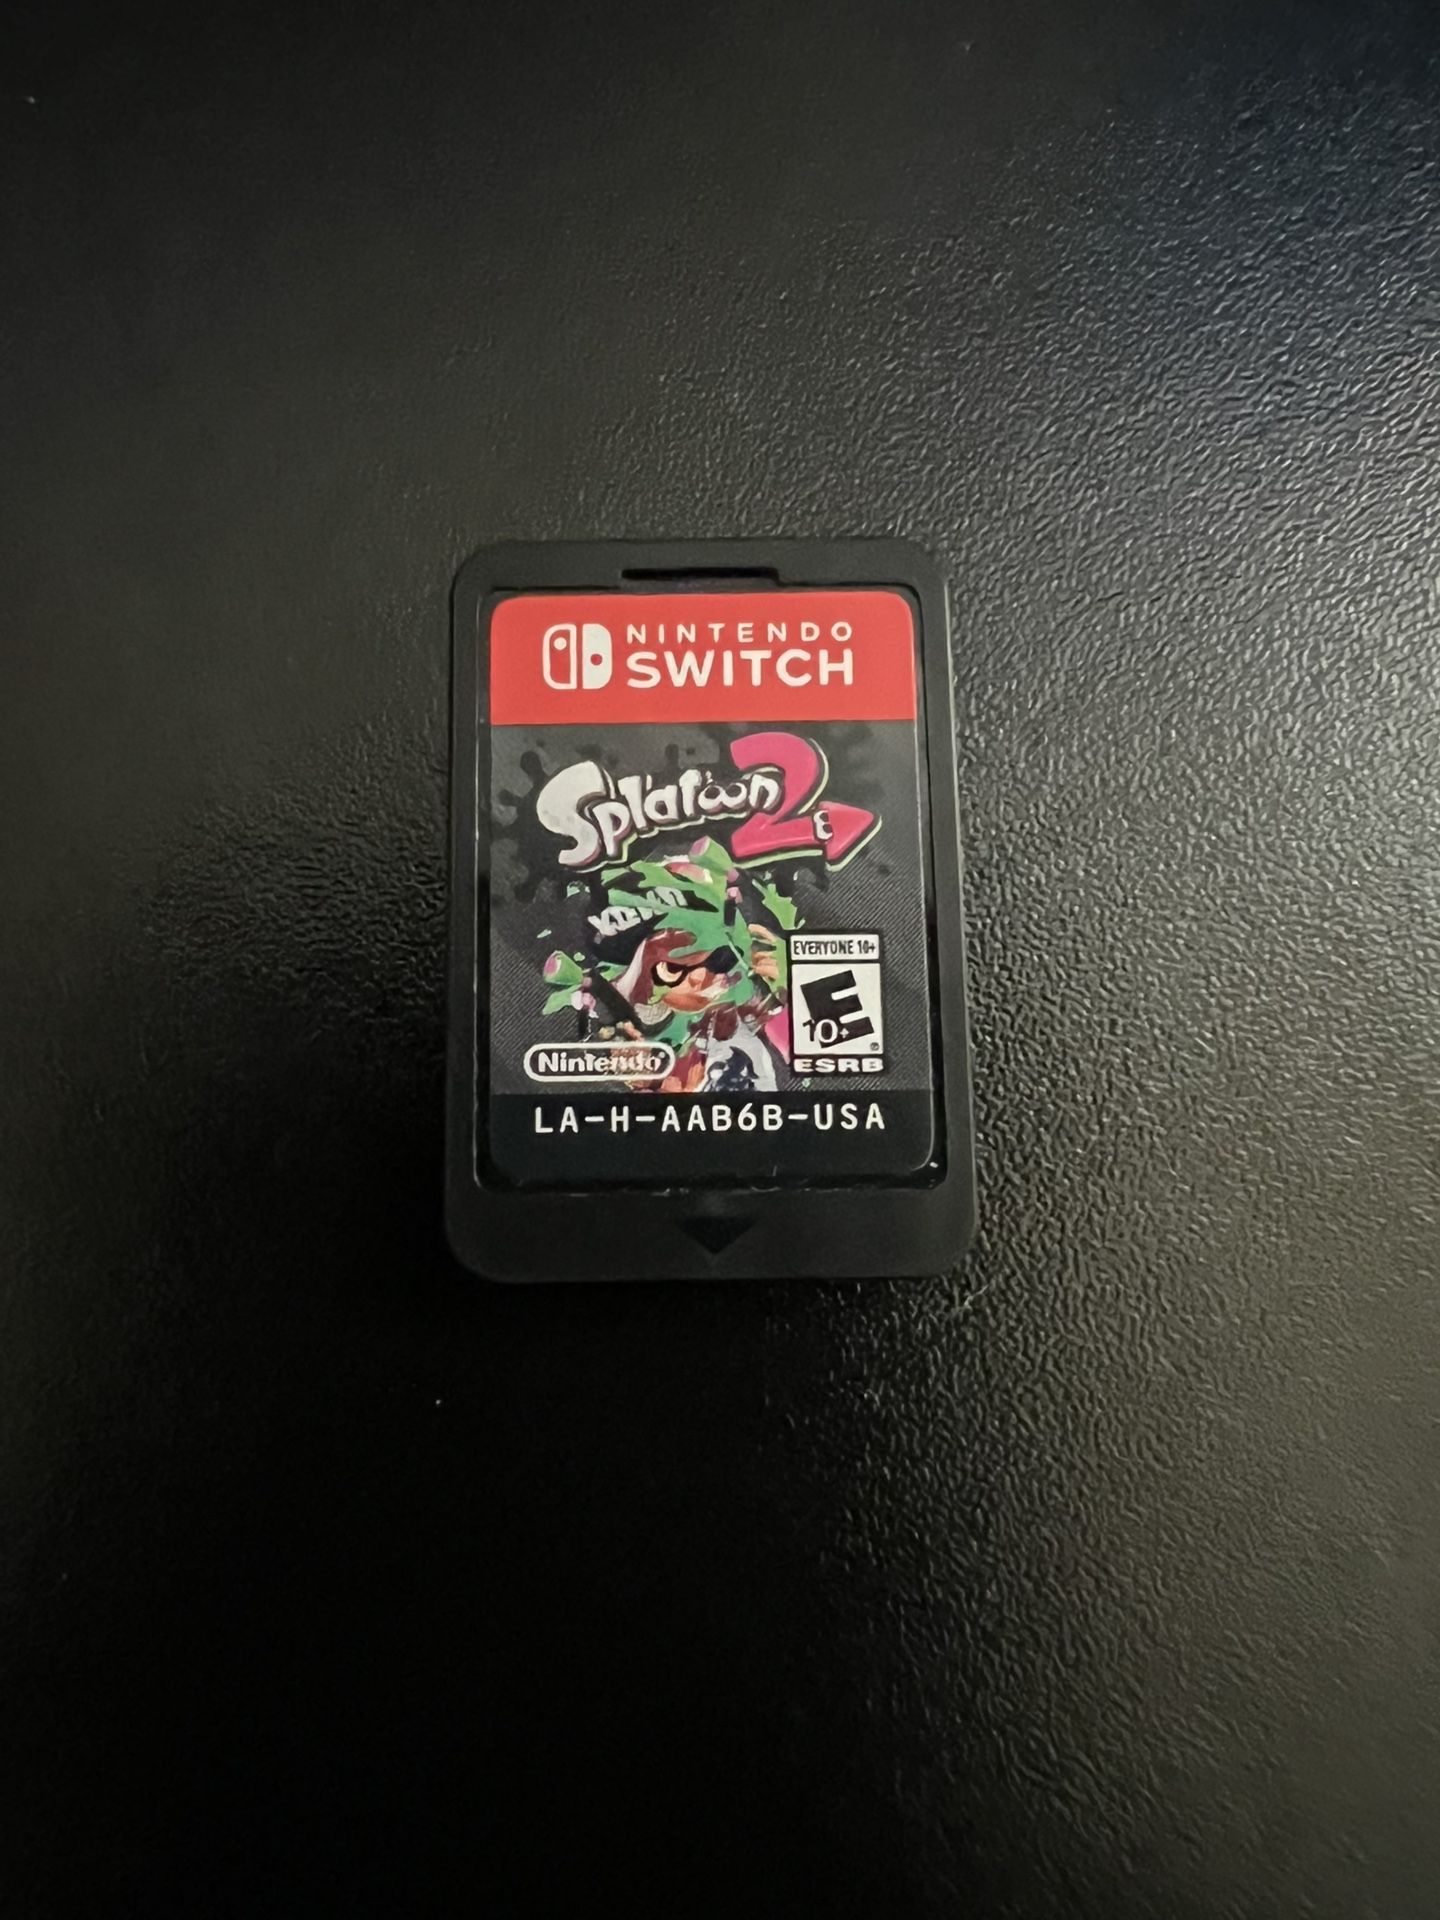 NINTENDO
SWITCH
Splatoon 2
EVERYONE 10+
E
10+
ESRB
Nintendo®
LA-H-AAB6B-USA